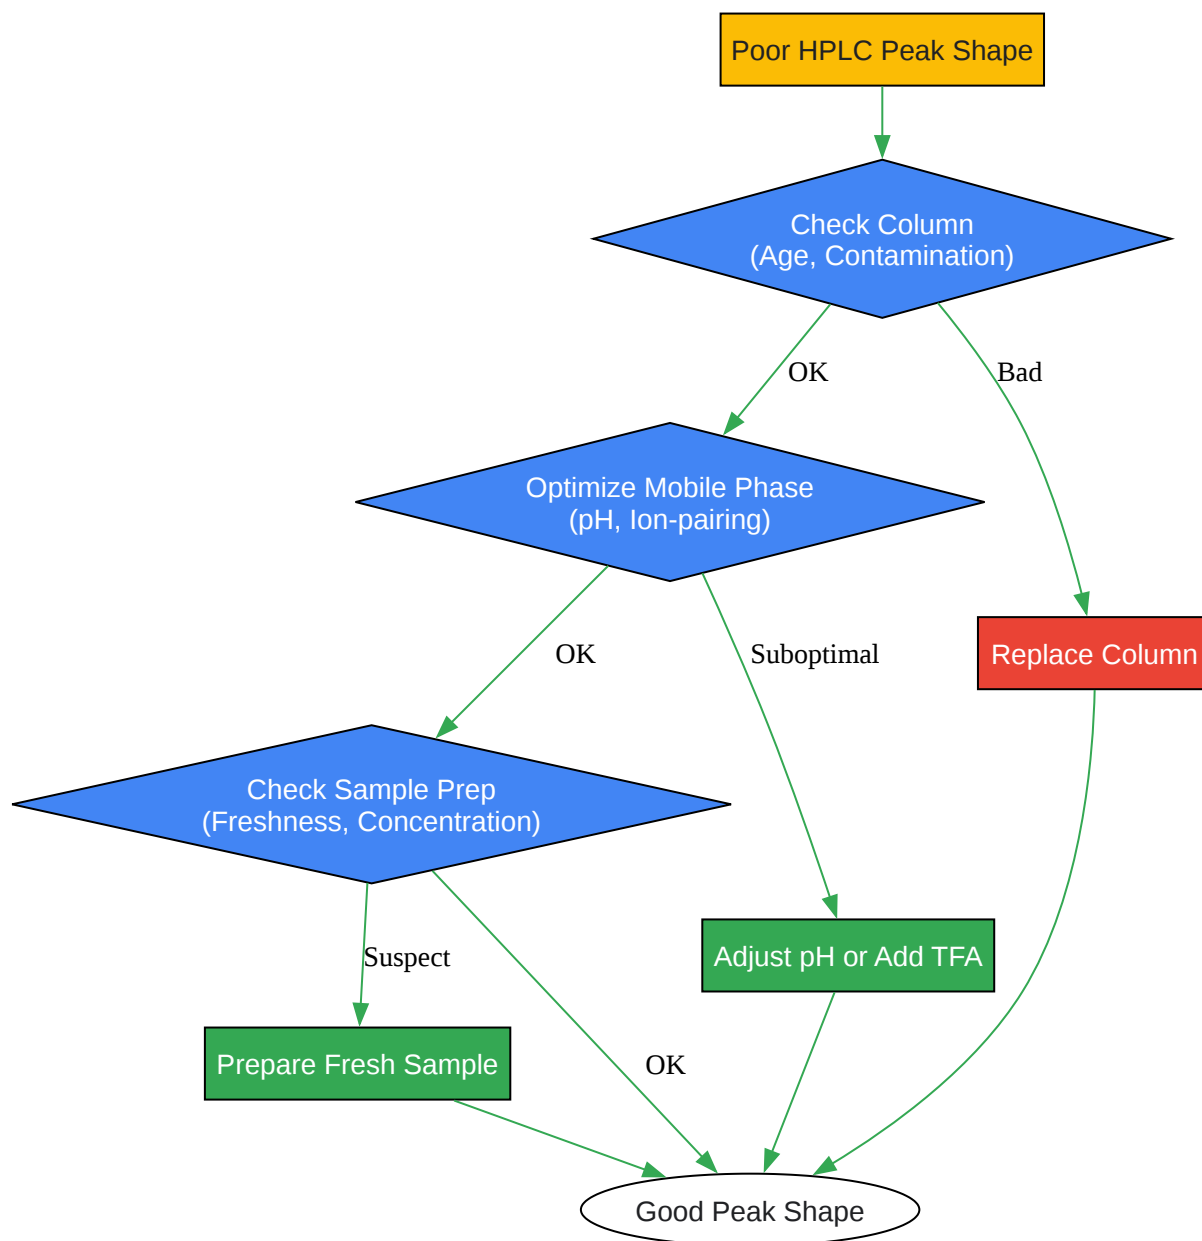 Poor HPLC Peak Shape
Check Column
(Age, Contamination)
OK
Bad
Optimize Mobile Phase
(pH, Ion-pairing)
OK
Suboptimal
Replace Column
Check Sample Prep
(Freshness, Concentration)
Suspect
Adjust pH or Add TFA
Prepare Fresh Sample
OK
Good Peak Shape